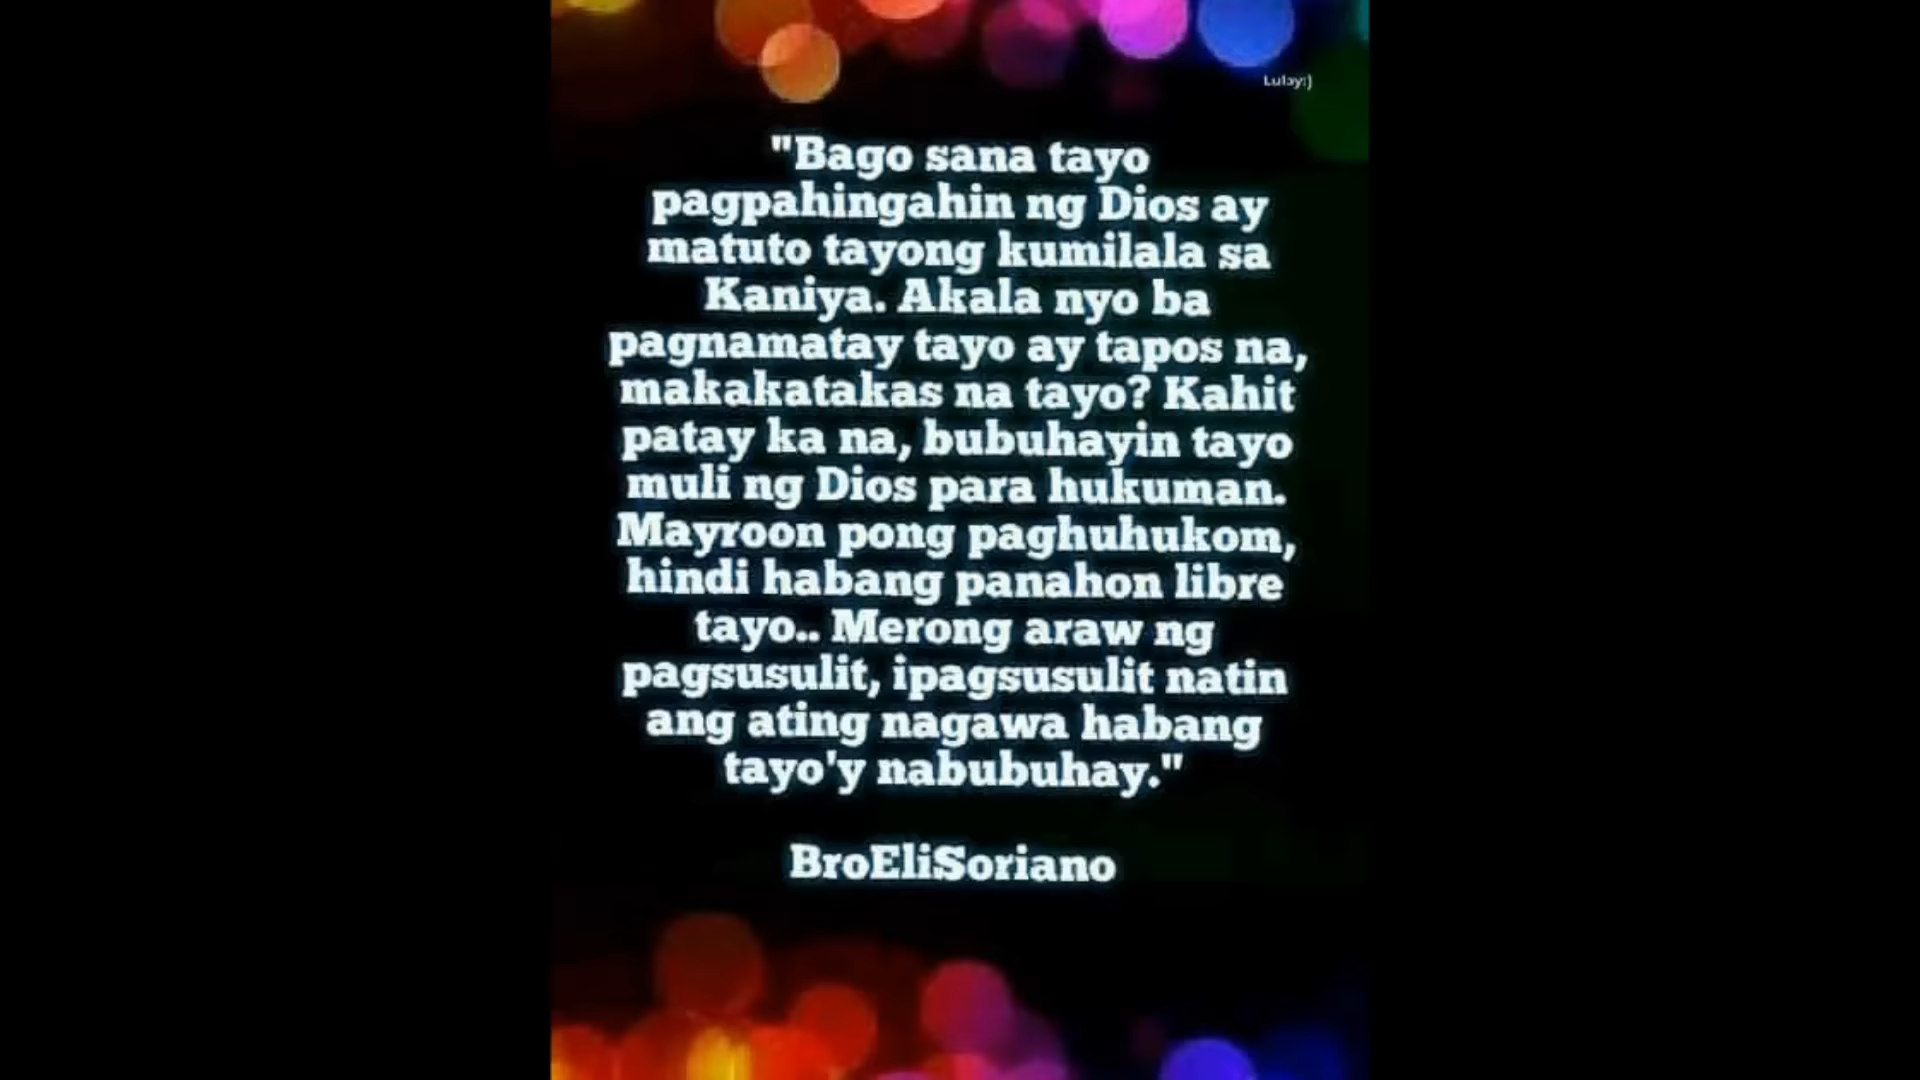 Lulay:)
"Bago sana tayo
pagpahingahin ng Dios ay
matuto tayong kumilala sa
Kaniya. Akala nyo ba
pagnamatay tayo ay tapos na,
makakatakas na tayo? Kahit
patay ka na, bubuhayin tayo
muli ng Dios para hukuman.
Mayroon pong paghuhukom,
hindi habang panahon libre
tayo.. Merong araw ng
pagsusulit, ipagsusulit natin
ang ating nagawa habang
tayo'y nabubuhay."
BroEliSoriano